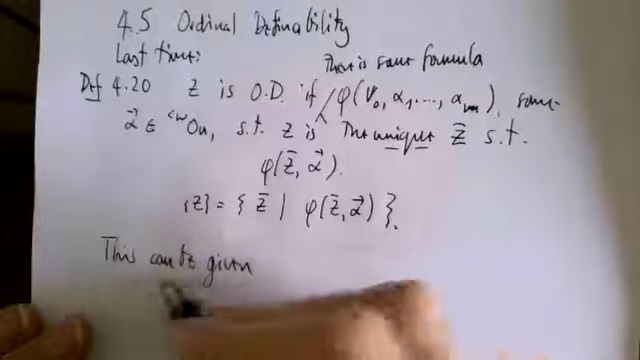 4.5 Ordinal Definability
Last time: There is some formula
Def 4.20 z is O.D. if φ(v₀, α₁, ..., αₘ), some
α⃗ ∈ ^{<ω}On, s.t. z is the unique z̄ s.t.
φ(z̄, α⃗).
{z} = { z̄ | φ(z̄, α⃗) }.
This can be given